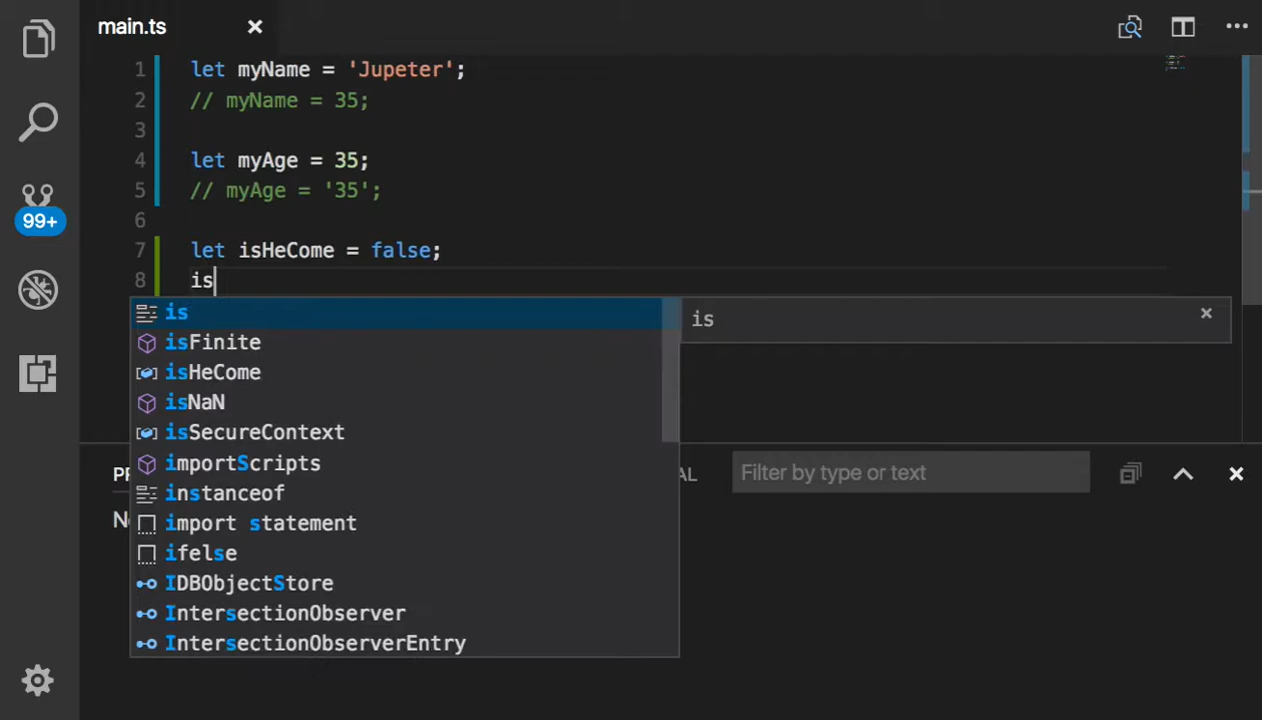 main.ts
1 let myName = 'Jupeter';
2 // myName = 35;
3
4 let myAge = 35;
5 // myAge = '35';
6
7 let isHeCome = false;
8 is
99+
is
isFinite
isHeCome
isNaN
isSecureContext
importScripts
instanceof
import statement
ifelse
IDBObjectStore
IntersectionObserver
IntersectionObserverEntry
is
Filter by type or text